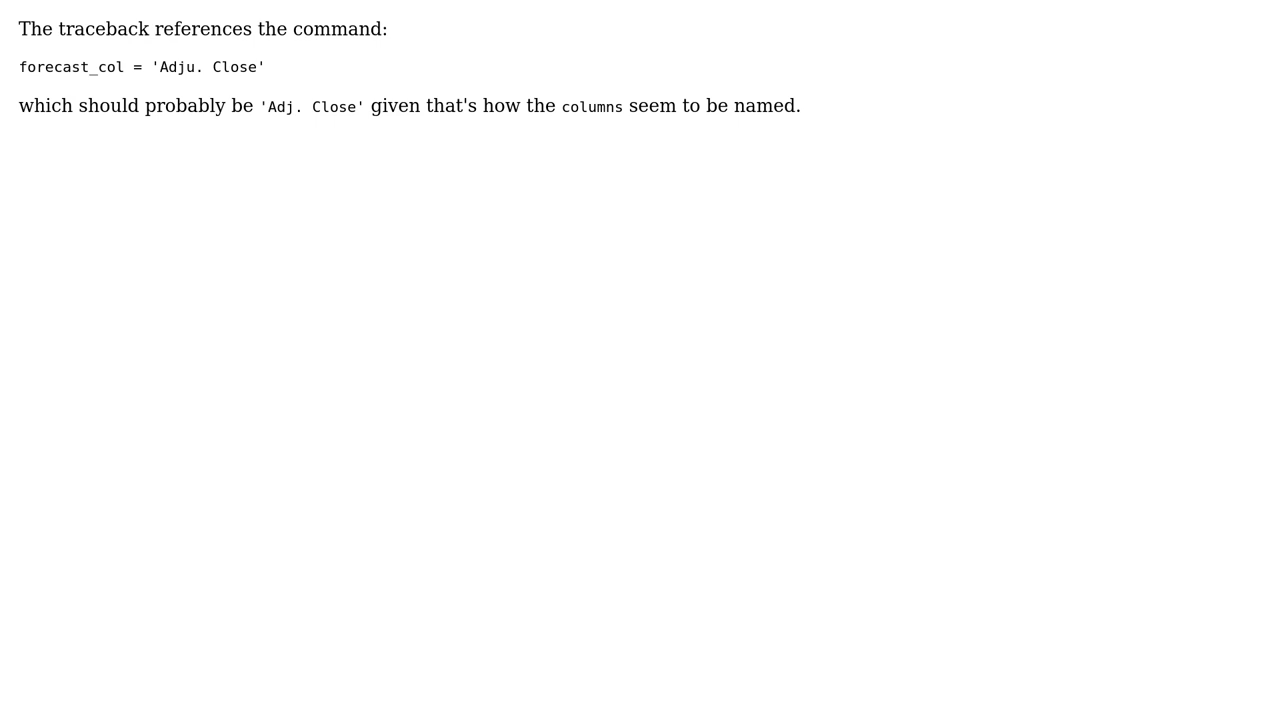 The traceback references the command:
forecast_col = 'Adju. Close'
which should probably be 'Adj. Close' given that's how the columns seem to be named.